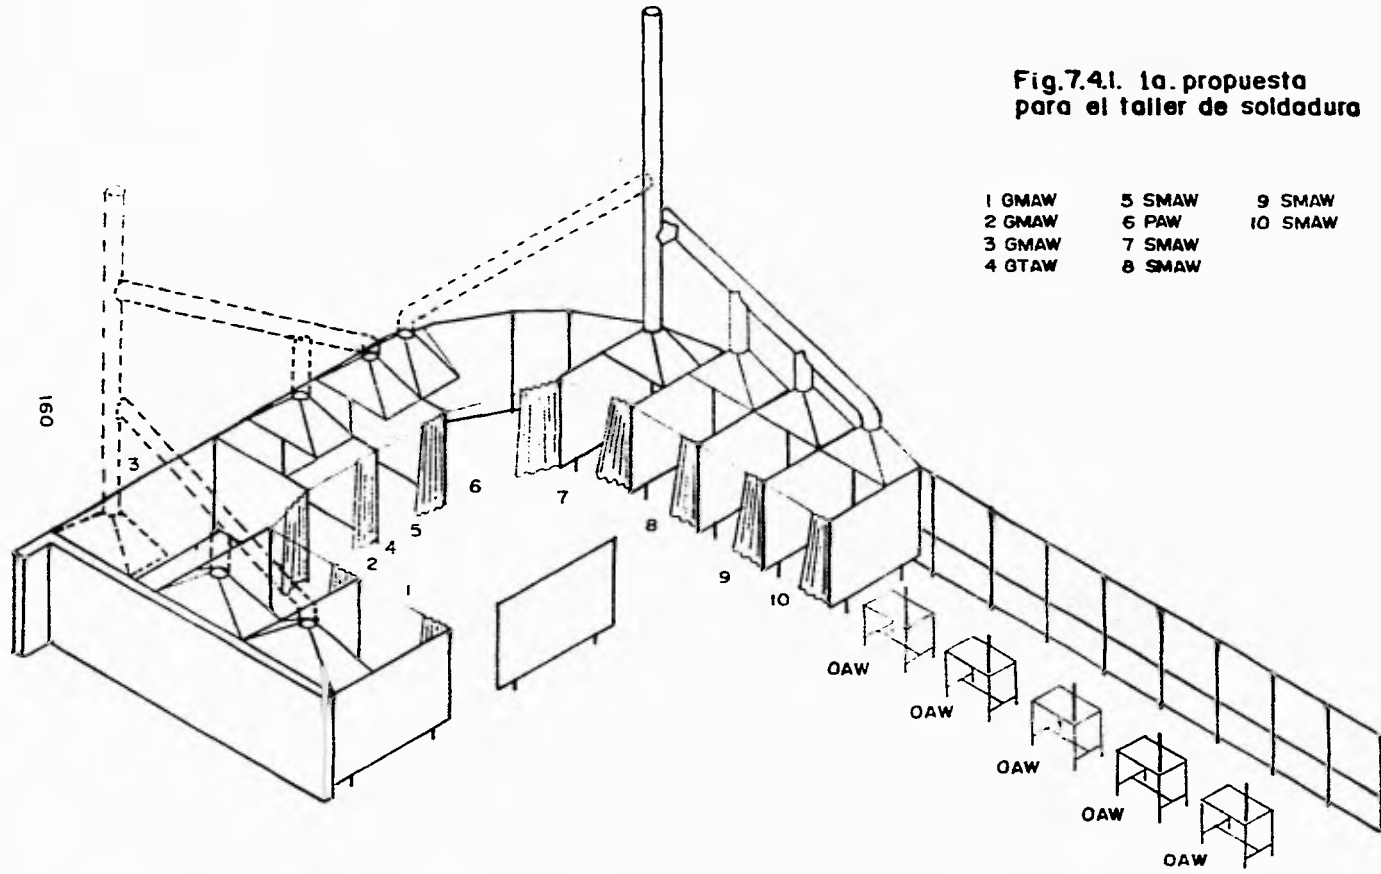 Fig.7.4.1. 1a. propuesta
para el taller de soldadura
1 GMAW 5 SMAW 9 SMAW
2 GMAW 6 PAW 10 SMAW
3 GMAW 7 SMAW
4 GTAW 8 SMAW
160
3
6
7
5
8
4
2
9
1
10
OAW
OAW
OAW
OAW
OAW